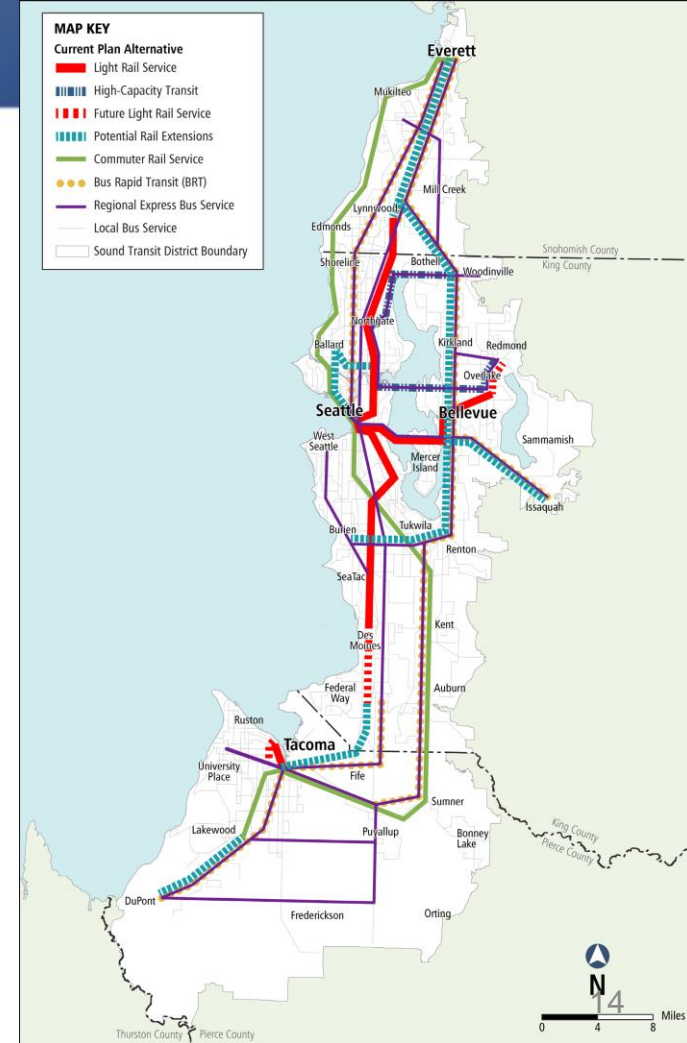 MAP KEY
Current Plan Alternative
Light Rail Service
High-Capacity Transit
Future Light Rail Service
Potential Rail Extensions
Commuter Rail Service
Bus Rapid Transit (BRT)
Regional Express Bus Service
Local Bus Service
Sound Transit District Boundary
Everett
Mukilteo
Mill Creek
Lynnwood
Edmonds
Snohomish County
King County
Shoreline
Bothell
Woodinville
Northgate
Ballard
Kirkland
Redmond
Overlake
Seattle
Bellevue
West
Seattle
Sammamish
Mercer
Island
Issaquah
Burien
Tukwila
Renton
SeaTac
Kent
Des
Moines
Federal
Way
Auburn
Ruston
Tacoma
University
Place
Fife
Sumner
Lakewood
Puyallup
Bonney
Lake
King County
Pierce County
DuPont
Frederickson
Orting
N
14
Miles
0 4 8
Thurston County Pierce County